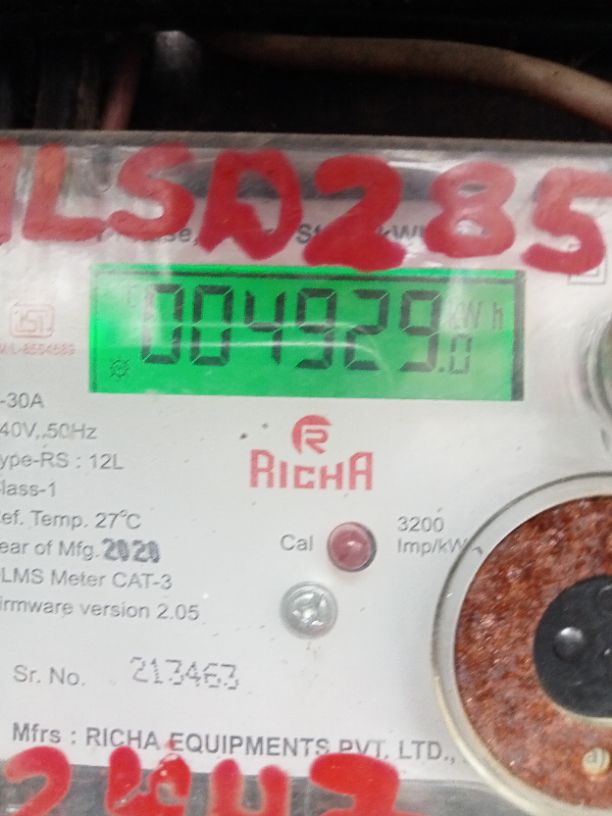 LSA285
004929.0 kWh
-30A
40V, 50Hz
ype-RS : 12L
lass-1
ef. Temp. 27°C
ear of Mfg. 2020
LMS Meter CAT-3
irmware version 2.05
RICHA
Cal
3200
Imp/kW
Sr. No. 213463
Mfrs : RICHA EQUIPMENTS PVT. LTD.,